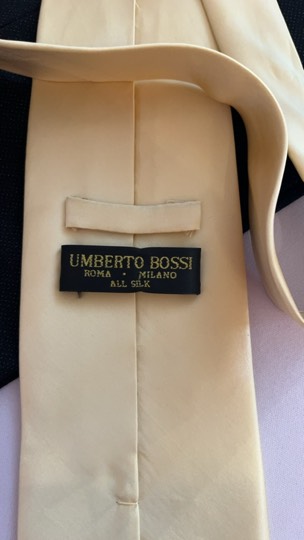 UMBERTO BOSSI
ROMA • MILANO
ALL SILK